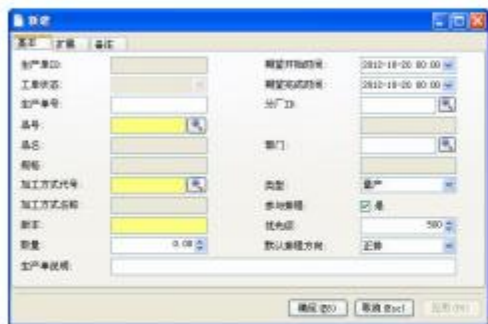 新建
基本 扩展 备注
生产单ID: 期望开始时间: 2012-10-20 00:00
工单状态: 期望完成时间: 2012-10-20 00:00
生产单号: 分厂ID:
品号:
品名: 部门:
规格:
加工方式代号: 类型: 量产
加工方式名称: 参与排程: 是
版本: 优先级: 500
数量: 0.00 默认排程方向: 正排
生产单说明:
确定 取消(Esc)